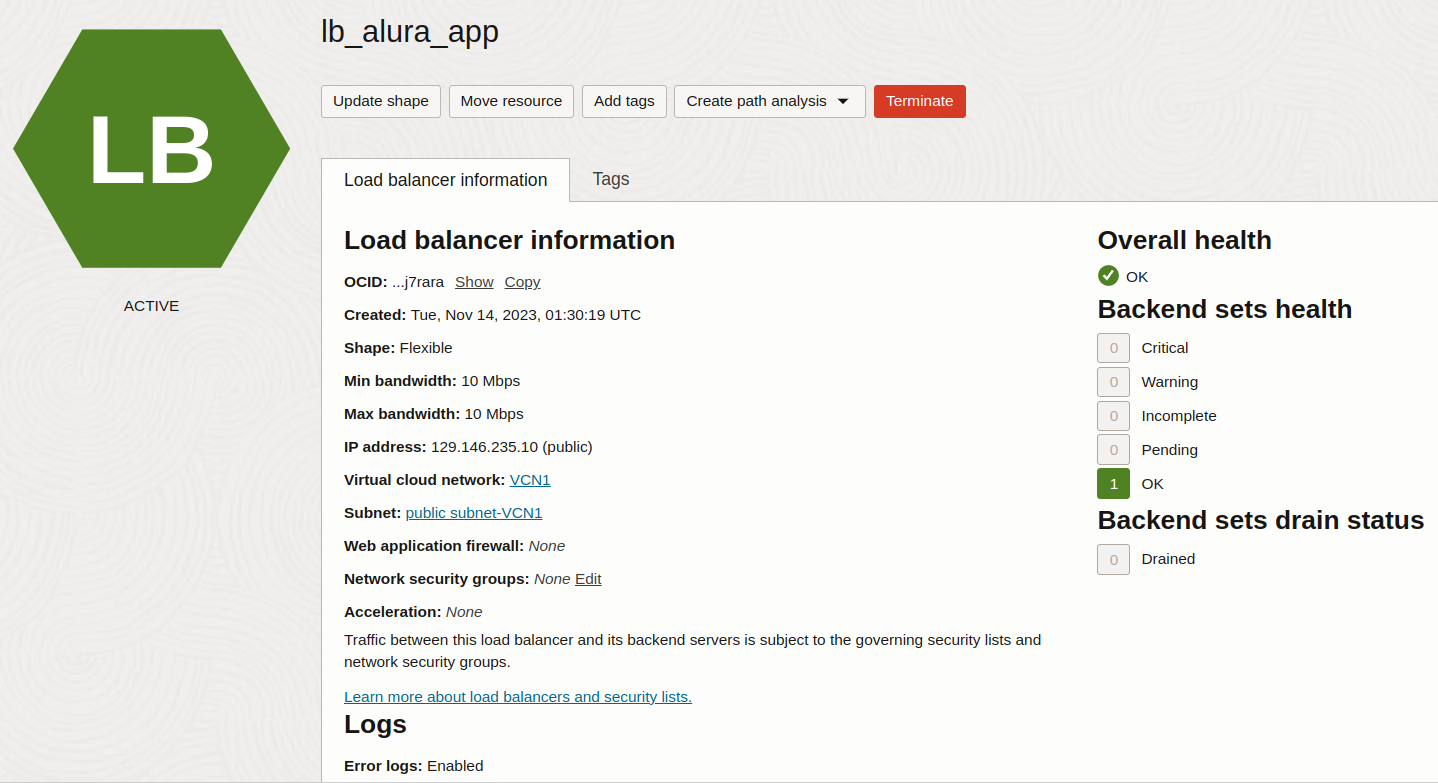 lb_alura_app
LB
ACTIVE
Update shape
Move resource
Add tags
Create path analysis
Terminate
Load balancer information
Tags
Load balancer information
OCID: ...j7rara Show Copy
Created: Tue, Nov 14, 2023, 01:30:19 UTC
Shape: Flexible
Min bandwidth: 10 Mbps
Max bandwidth: 10 Mbps
IP address: 129.146.235.10 (public)
Virtual cloud network: VCN1
Subnet: public subnet-VCN1
Web application firewall: None
Network security groups: None Edit
Acceleration: None
Traffic between this load balancer and its backend servers is subject to the governing security lists and
network security groups.
Learn more about load balancers and security lists.
Logs
Error logs: Enabled
Overall health
OK
Backend sets health
0 Critical
0 Warning
0 Incomplete
0 Pending
1 OK
Backend sets drain status
0 Drained